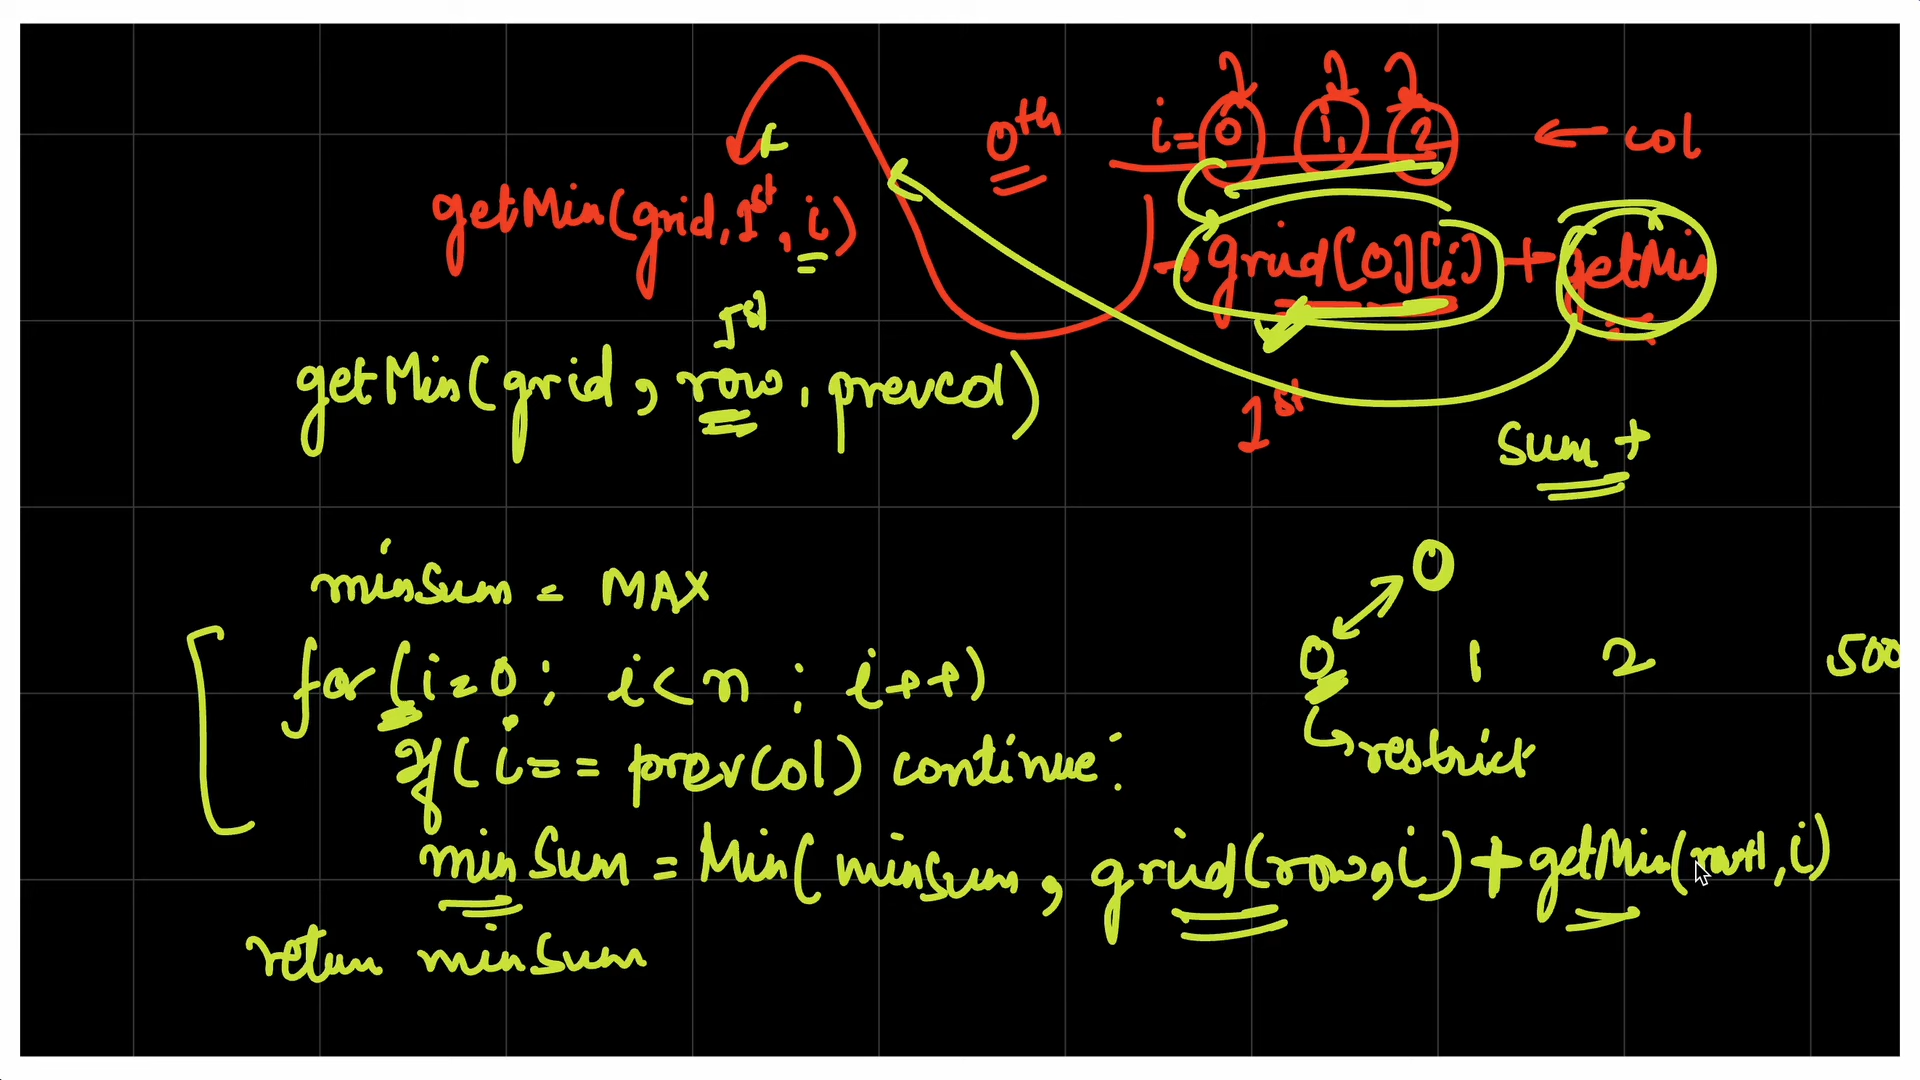 0th i= 0 1 2 ← col
getMin(grid, 1st, i) → grid[0][i] + getMin
1st
getMin(grid, row, prevcol)
1st
sum +
minSum = MAX
0
for (i=0; i<n; i++)
0 1 2 500
if (i == prevCol) continue;
restrict
minSum = Min(minsum, grid(row,i) + getMin(row+1, i)
return minSum